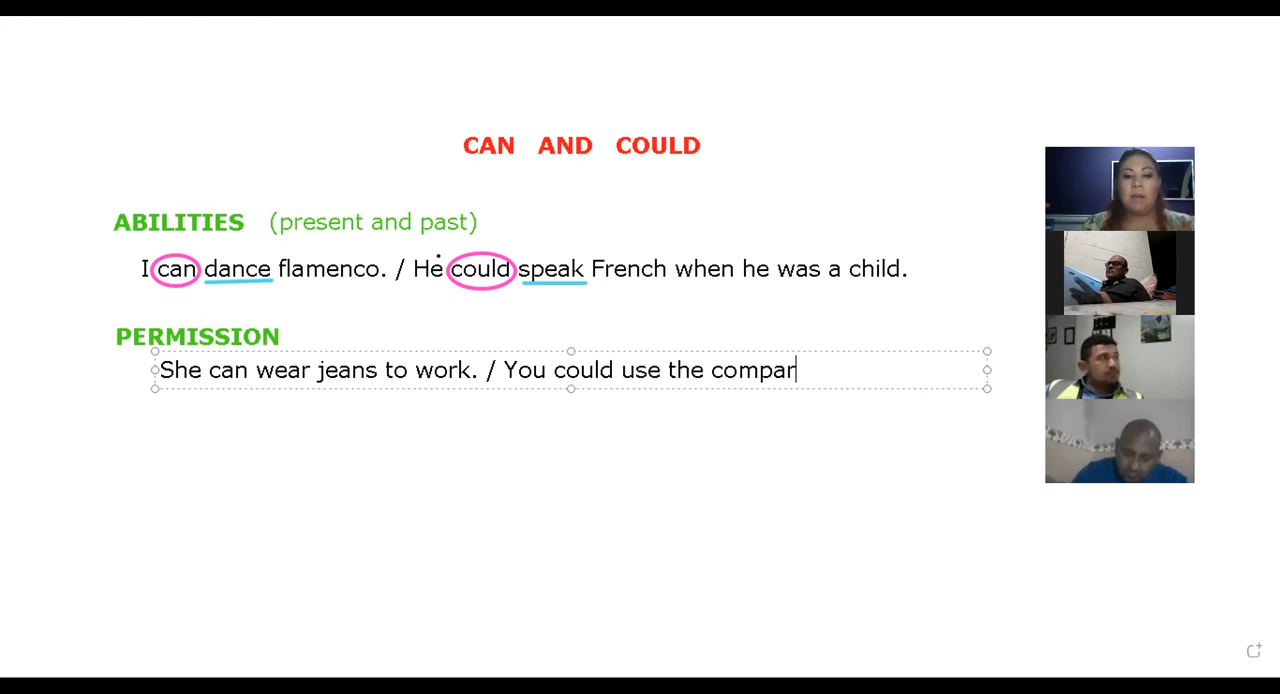 CAN AND COULD
ABILITIES (present and past)
I can dance flamenco. / He could speak French when he was a child.
PERMISSION
She can wear jeans to work. / You could use the compar